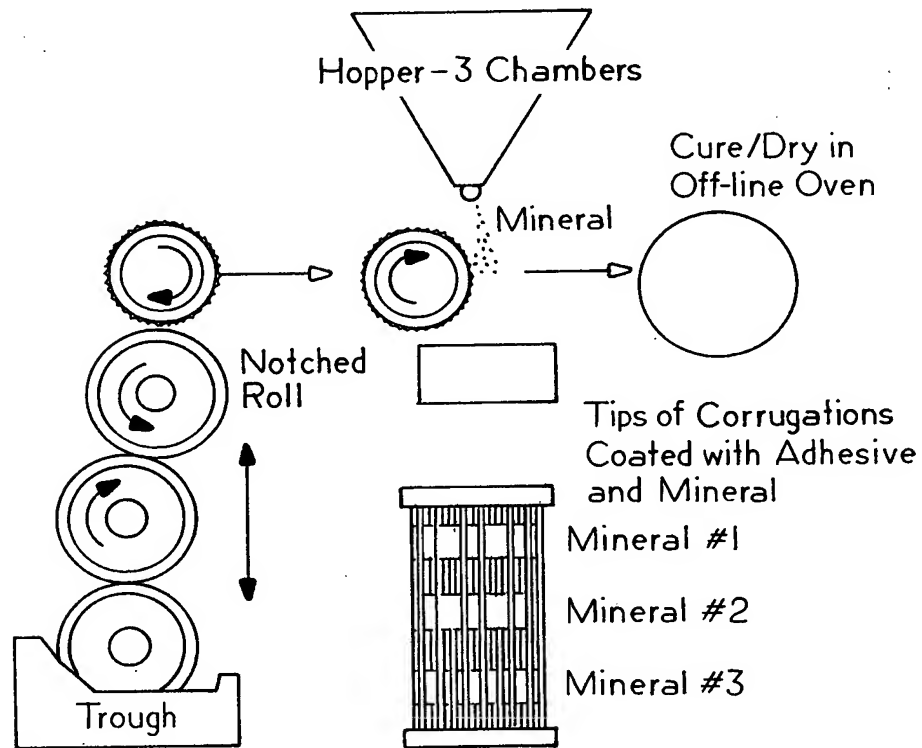 Hopper-3 Chambers
Cure/Dry in
Off-line Oven
Mineral
Notched
Roll
Tips of Corrugations
Coated with Adhesive
and Mineral
Mineral #1
Mineral #2
Mineral #3
Trough